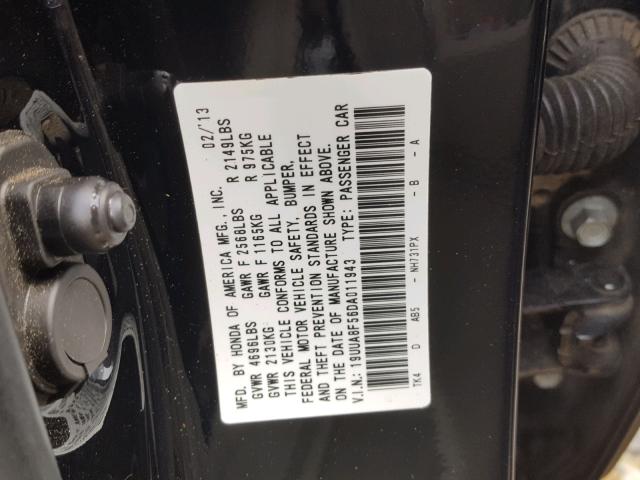 MFD. BY HONDA OF AMERICA MFG., INC. 02/'13
GVWR 4696LBS GAWR F 2568LBS R 2149LBS
GVWR 2130KG GAWR F 1165KG R 975KG
THIS VEHICLE CONFORMS TO ALL APPLICABLE
FEDERAL MOTOR VEHICLE SAFETY, BUMPER,
AND THEFT PREVENTION STANDARDS IN EFFECT
ON THE DATE OF MANUFACTURE SHOWN ABOVE.
V.I.N.: 19UUA8F56DA011943 TYPE: PASSENGER CAR
TK4 D AB5 - NH731PX - B - A